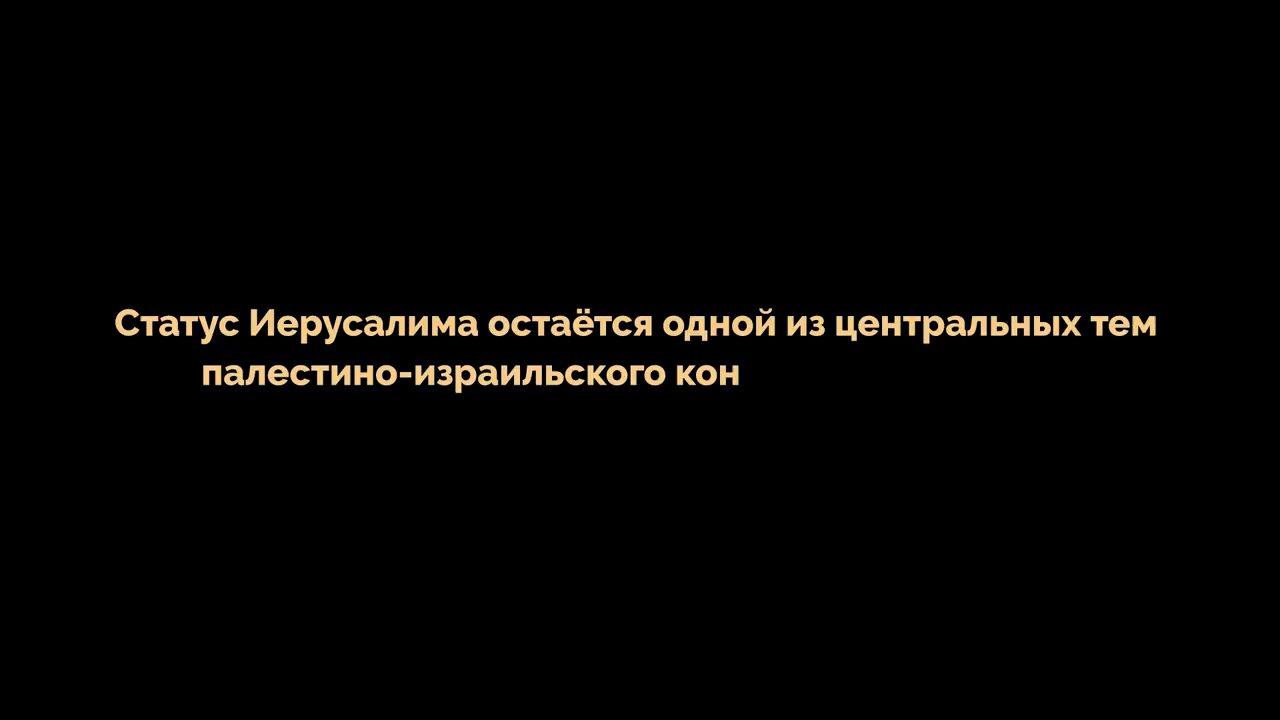 Статус Иерусалима остаётся одной из центральных тем
палестино-израильского кон